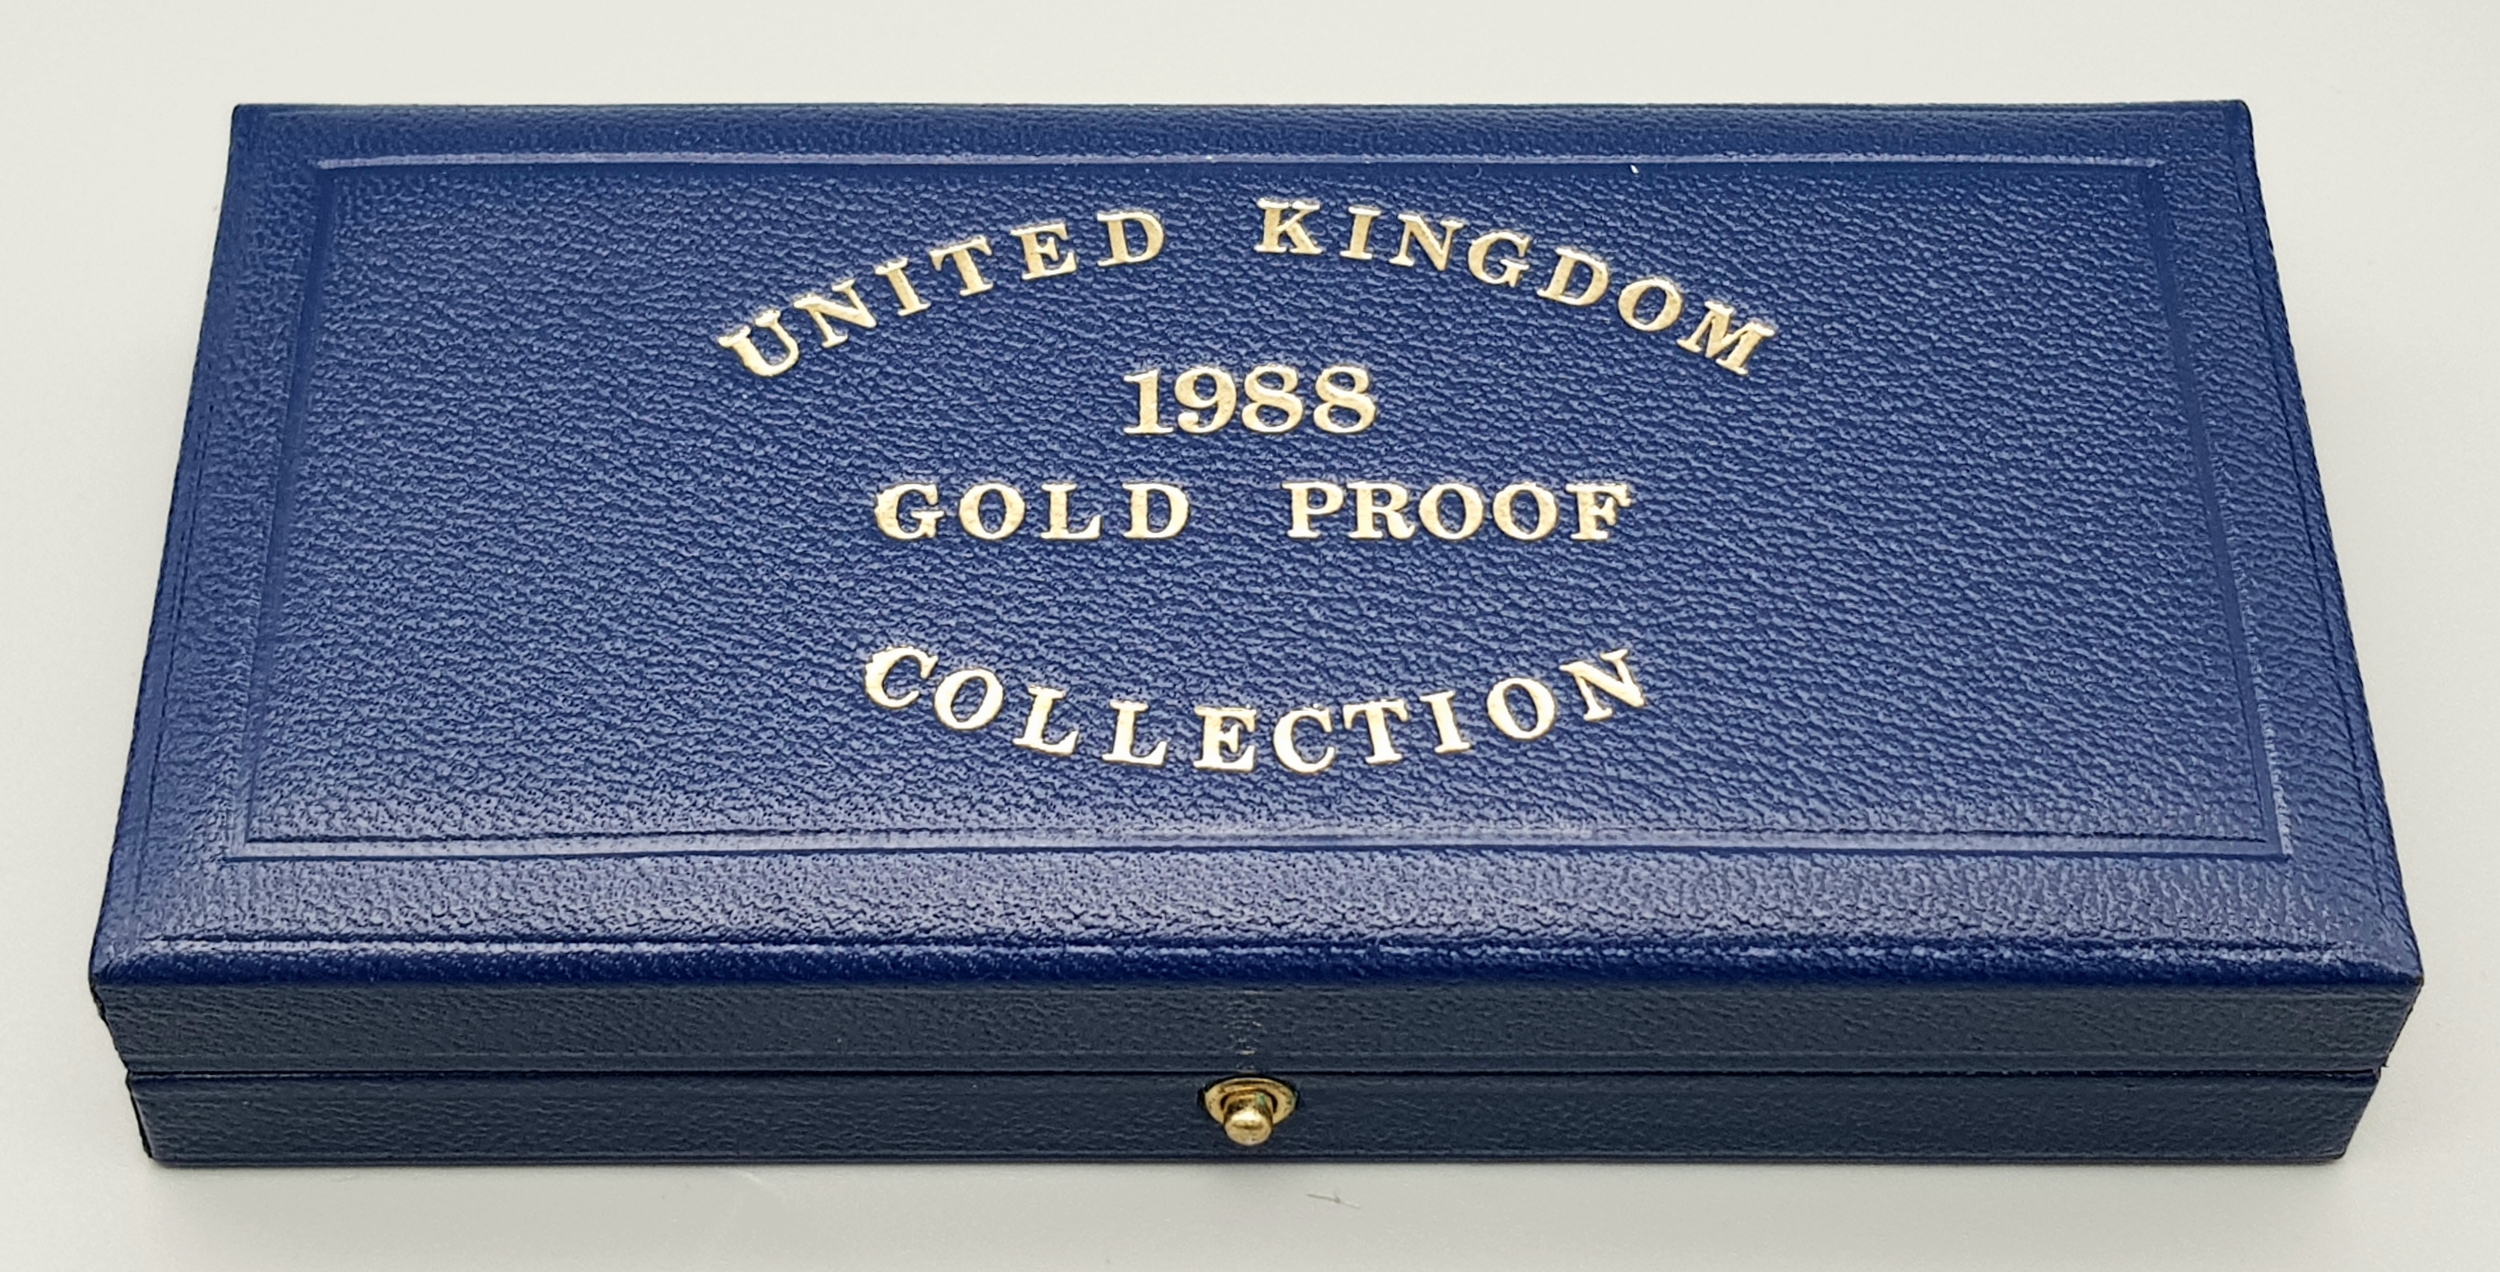 UNITED KINGDOM
1988
GOLD PROOF
COLLECTION